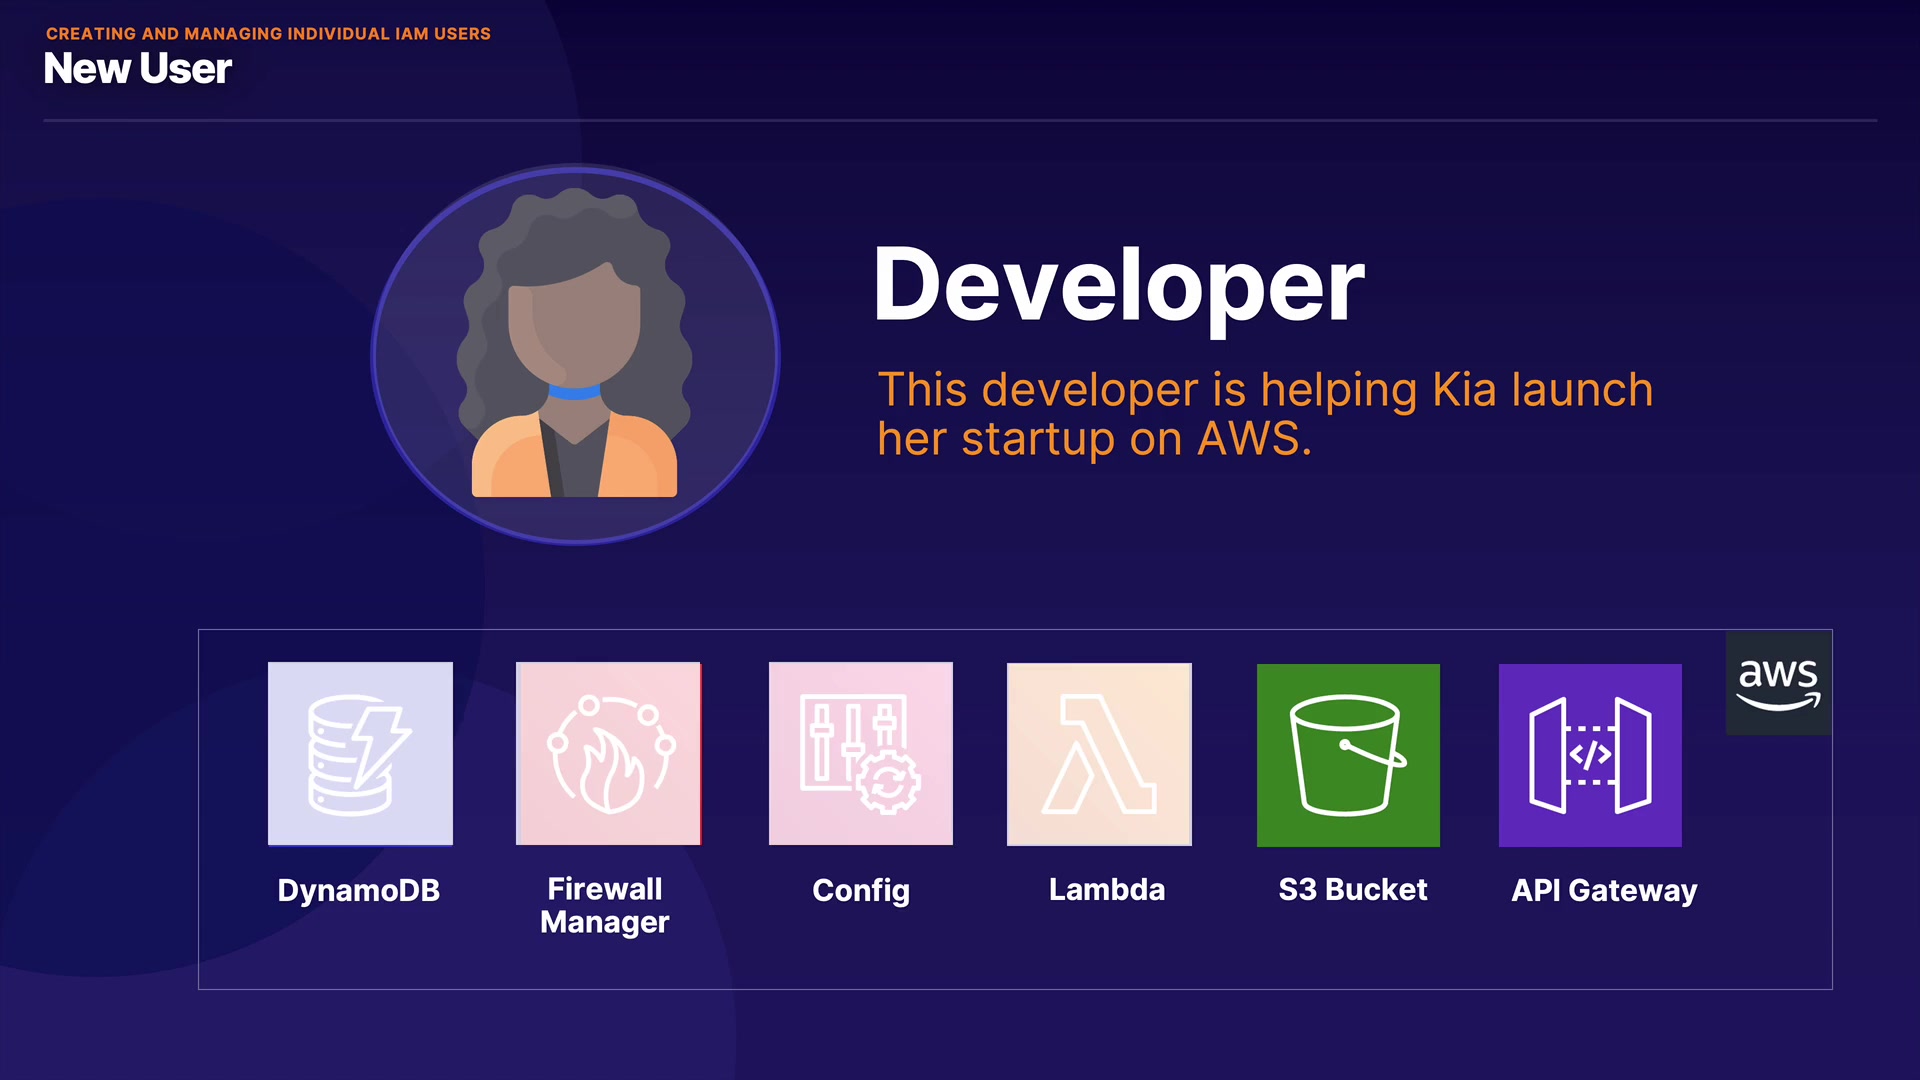 CREATING AND MANAGING INDIVIDUAL IAM USERS
New User
Developer
This developer is helping Kia launch
her startup on AWS.
aws
</>
DynamoDB
Firewall
Manager
Config
Lambda
S3 Bucket
API Gateway